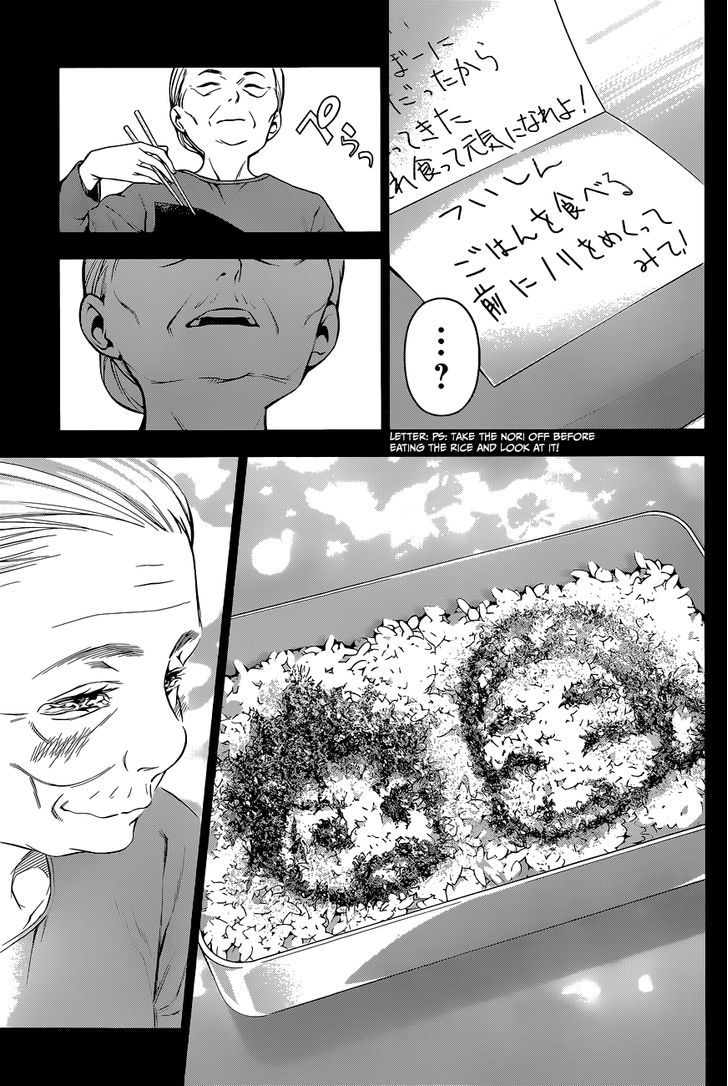 ばーに
だったから
ってきた
れ食って元気になれよ!
ついしん
ごはんを食べる
前にノリをめくって
みて!
…?
LETTER: PS: TAKE THE NORI OFF BEFORE
EATING THE RICE AND LOOK AT IT!
ぺらっ